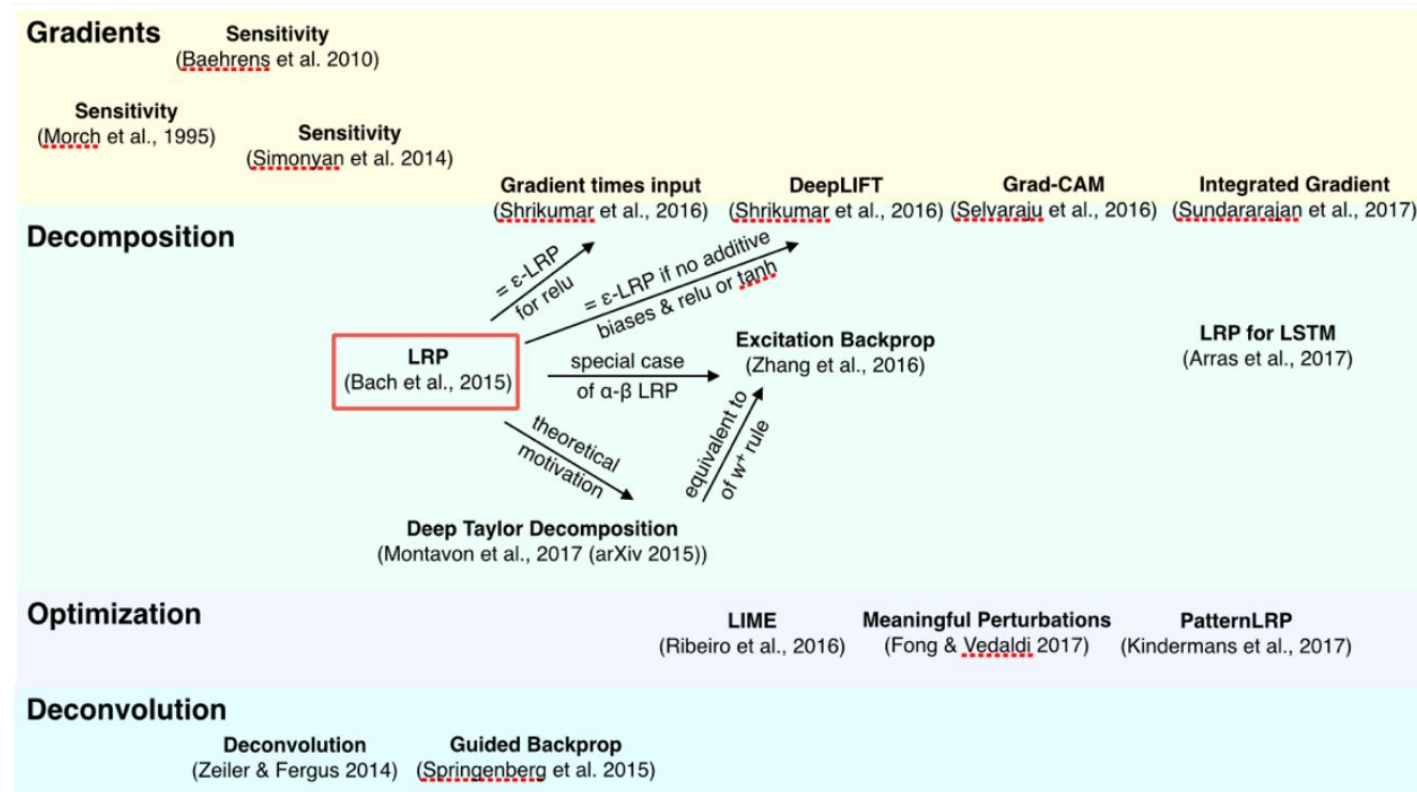 Gradients
Sensitivity
(Baehrens et al. 2010)
Sensitivity
(Morch et al., 1995)
Sensitivity
(Simonyan et al. 2014)
Gradient times input
(Shrikumar et al., 2016)
DeepLIFT
(Shrikumar et al., 2016)
Grad-CAM
(Selvaraju et al., 2016)
Integrated Gradient
(Sundararajan et al., 2017)
Decomposition
= ε-LRP
for relu
= ε-LRP if no additive
biases & relu or tanh
LRP
(Bach et al., 2015)
special case
of α-β LRP
Excitation Backprop
(Zhang et al., 2016)
LRP for LSTM
(Arras et al., 2017)
theoretical
motivation
equivalent to
of w⁺ rule
Deep Taylor Decomposition
(Montavon et al., 2017 (arXiv 2015))
Optimization
LIME
(Ribeiro et al., 2016)
Meaningful Perturbations
(Fong & Vedaldi 2017)
PatternLRP
(Kindermans et al., 2017)
Deconvolution
Deconvolution
(Zeiler & Fergus 2014)
Guided Backprop
(Springenberg et al. 2015)